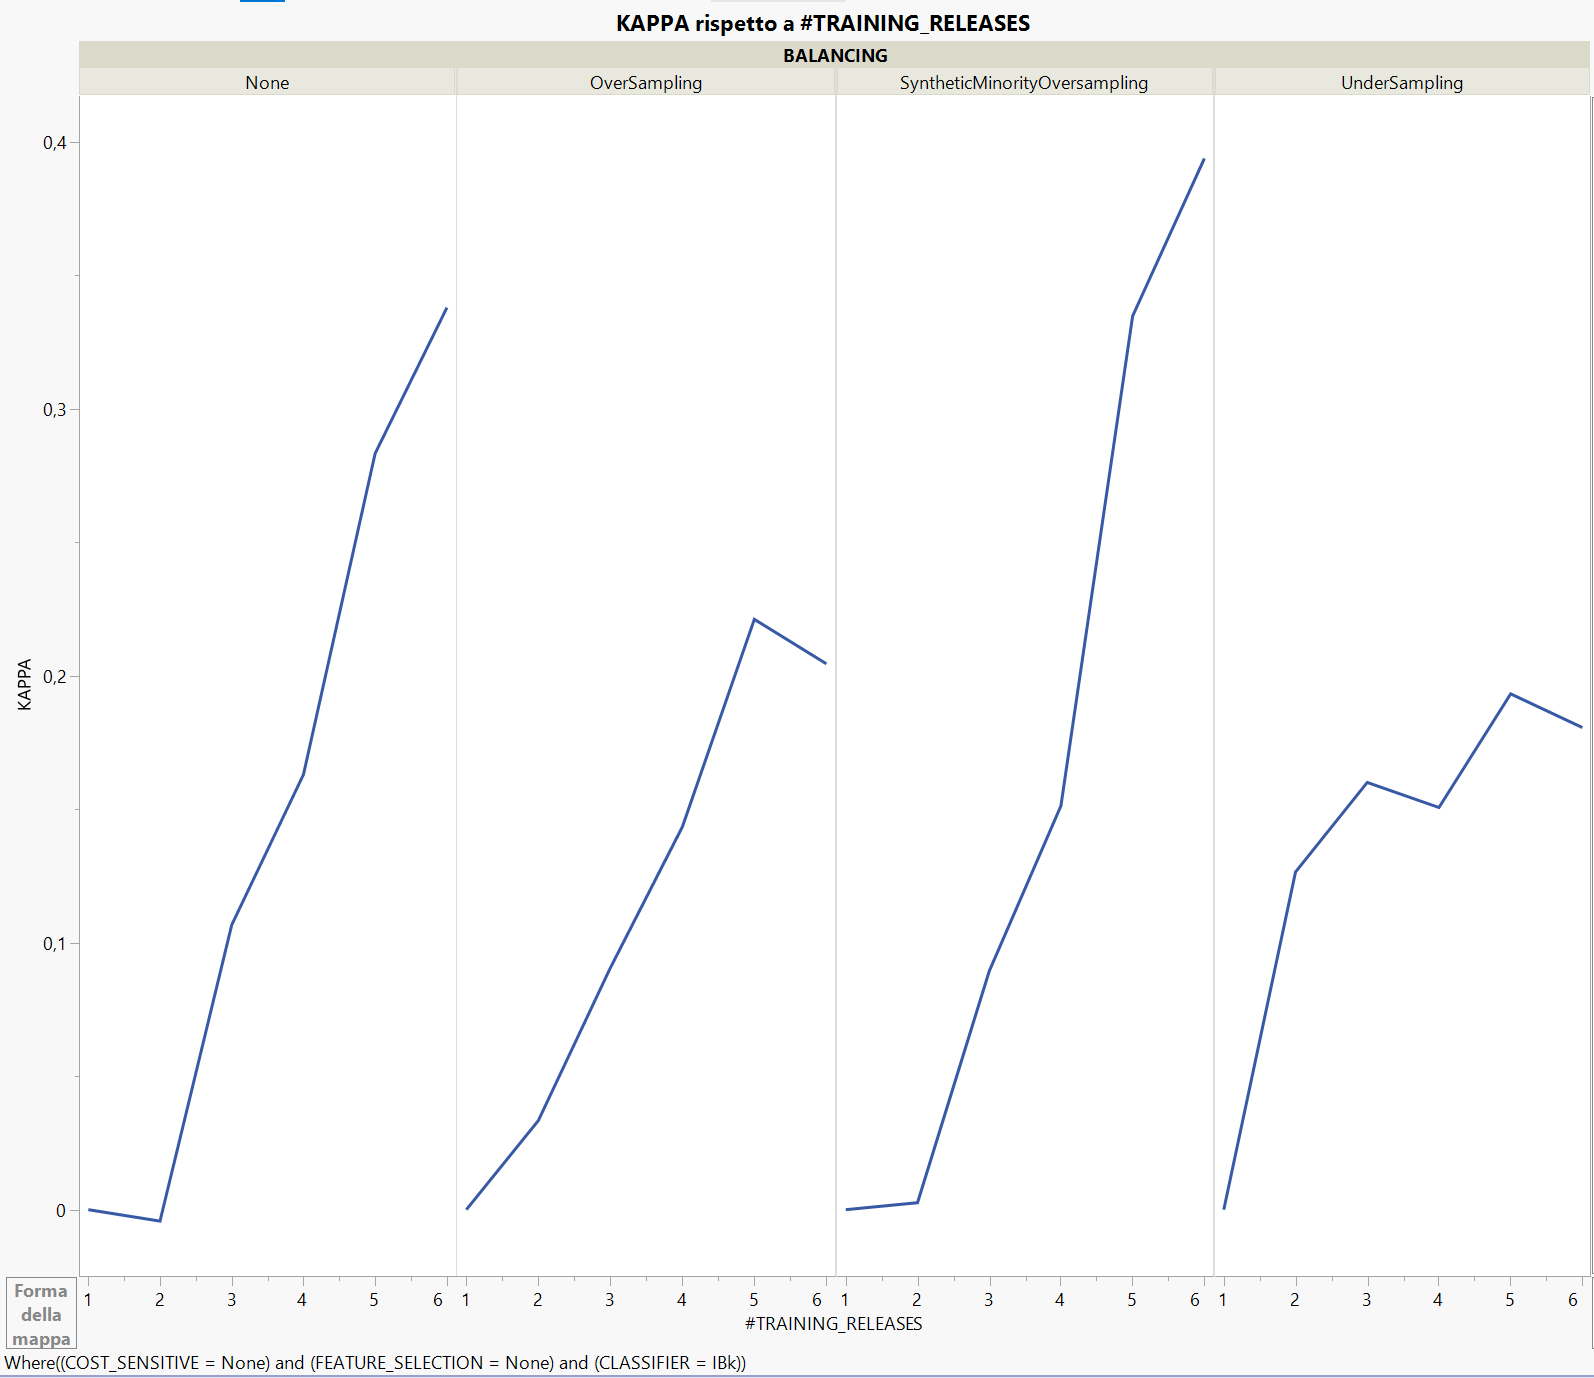 KAPPA rispetto a #TRAINING_RELEASES
BALANCING
None OverSampling SyntheticMinorityOversampling UnderSampling
0,4
0,3
0,2
0,1
0
KAPPA
1 2 3 4 5 6 1 2 3 4 5 6 1 2 3 4 5 6 1 2 3 4 5 6
#TRAINING_RELEASES
Forma
della
mappa
Where((COST_SENSITIVE = None) and (FEATURE_SELECTION = None) and (CLASSIFIER = IBk))